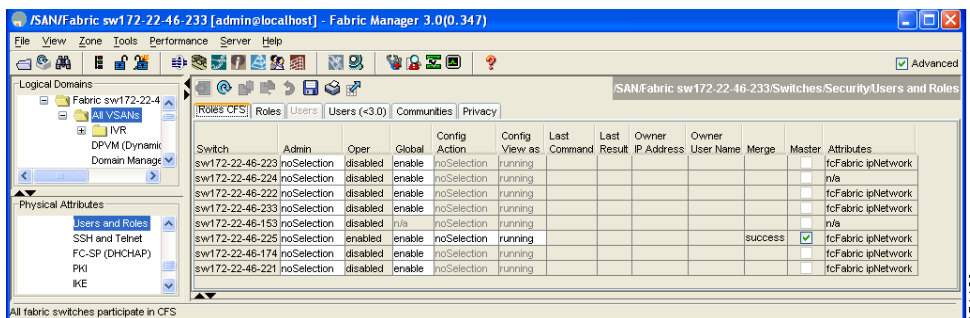 /SAN/Fabric sw172-22-46-233 [admin@localhost] - Fabric Manager 3.0(0.347)
File View Zone Tools Performance Server Help
Advanced
Logical Domains
Fabric sw172-22-4
All VSANs
IVR
DPVM (Dynamic
Domain Manage
Physical Attributes
Users and Roles
SSH and Telnet
FC-SP (DHCHAP)
PKI
IKE
/SAN/Fabric sw172-22-46-233/Switches/Security/Users and Roles
Roles CFS Roles Users Users (<3.0) Communities Privacy
Switch Admin Oper Global Config Action Config View as Last Command Last Result Owner IP Address Owner User Name Merge Master Attributes
sw172-22-46-223 noSelection disabled enable noSelection running fcFabric ipNetwork
sw172-22-46-224 noSelection disabled enable noSelection running n/a
sw172-22-46-222 noSelection disabled enable noSelection running fcFabric ipNetwork
sw172-22-46-233 noSelection disabled enable noSelection running fcFabric ipNetwork
sw172-22-46-153 noSelection disabled n/a noSelection running n/a
sw172-22-46-225 noSelection enabled enable noSelection running success fcFabric ipNetwork
sw172-22-46-174 noSelection disabled enable noSelection running fcFabric ipNetwork
sw172-22-46-221 noSelection disabled enable noSelection running fcFabric ipNetwork
All fabric switches participate in CFS